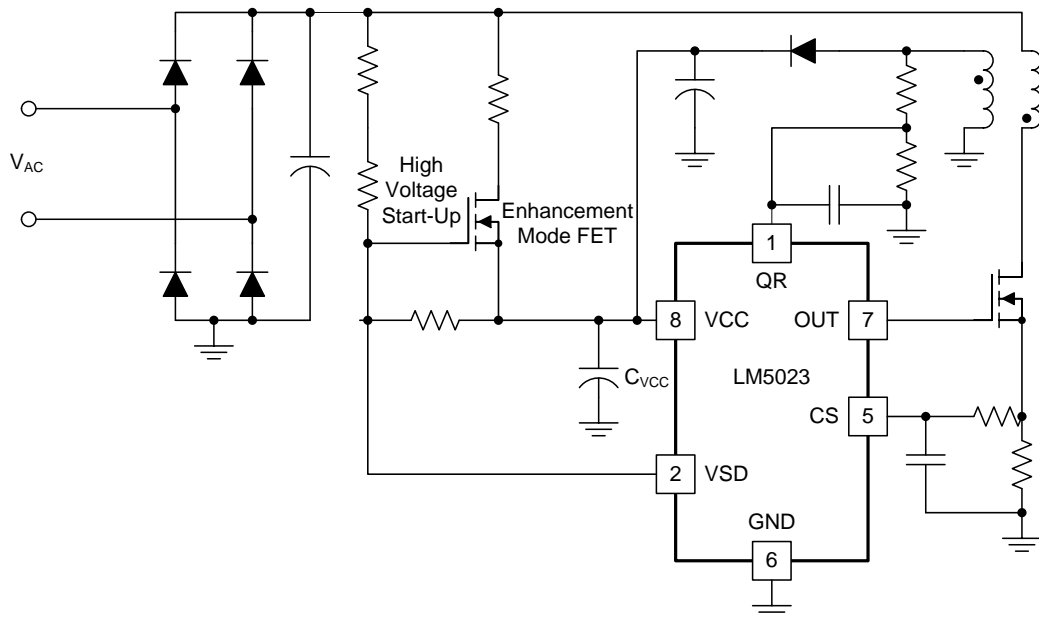 V_AC
High
Voltage
Start-Up
Enhancement
Mode FET
1
QR
8
VCC
OUT
7
C_VCC
LM5023
CS
5
2
VSD
GND
6